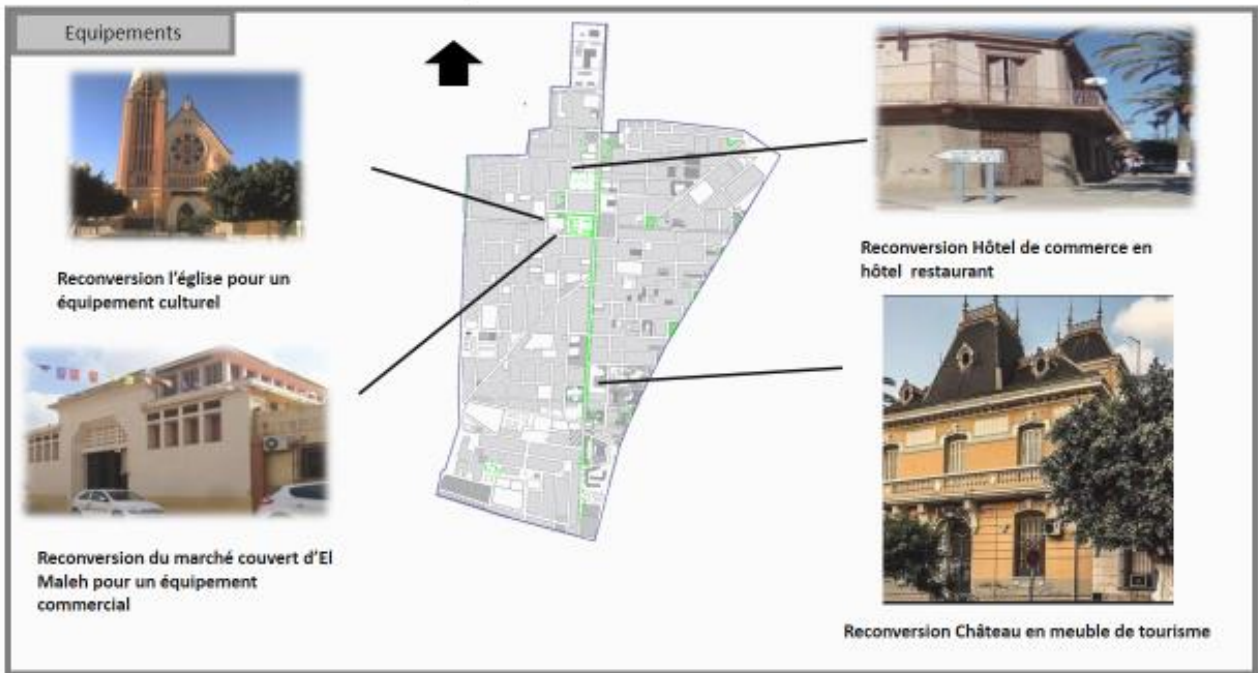 Equipements
Reconversion l'église pour un
équipement culturel
Reconversion du marché couvert d'El
Maleh pour un équipement
commercial
Reconversion Hôtel de commerce en
hôtel restaurant
Reconversion Château en meuble de tourisme